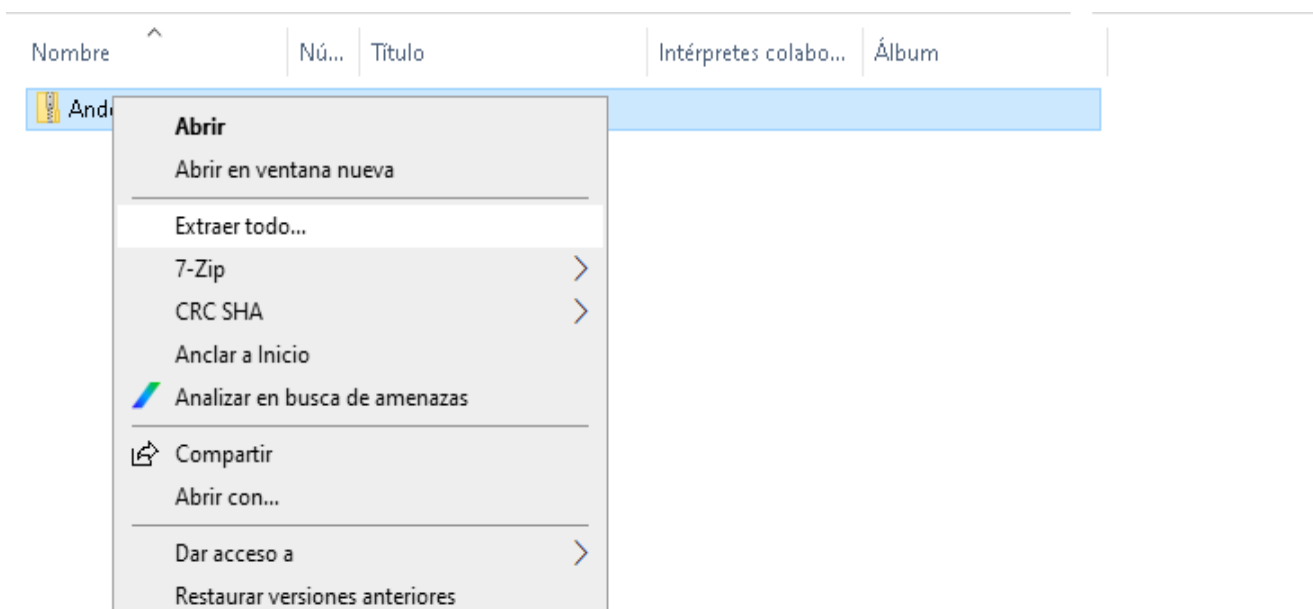 Nombre Nú... Título Intérpretes colabo... Álbum
Ande
Abrir
Abrir en ventana nueva
Extraer todo...
7-Zip
CRC SHA
Anclar a Inicio
Analizar en busca de amenazas
Compartir
Abrir con...
Dar acceso a
Restaurar versiones anteriores